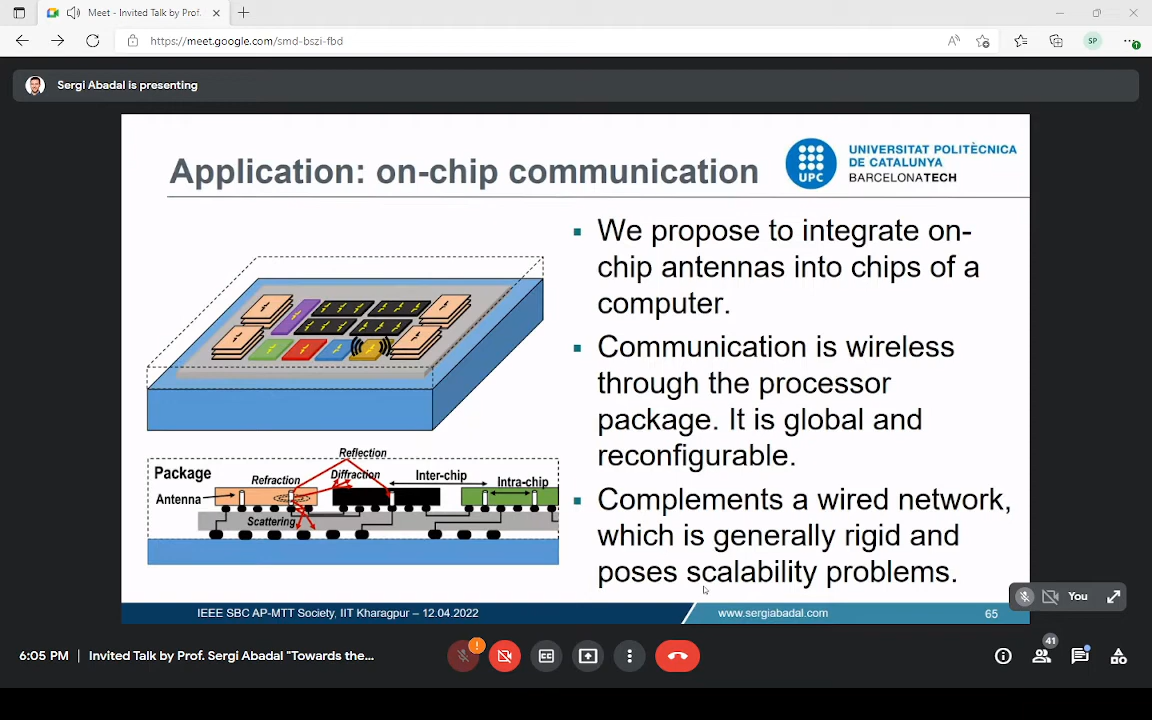 Meet - Invited Talk by Prof.
https://meet.google.com/smd-bszi-fbd
SP
Sergi Abadal is presenting
Application: on-chip communication
UPC
UNIVERSITAT POLITÈCNICA
DE CATALUNYA
BARCELONATECH
▪ We propose to integrate on-
chip antennas into chips of a
computer.
▪ Communication is wireless
through the processor
package. It is global and
reconfigurable.
▪ Complements a wired network,
which is generally rigid and
poses scalability problems.
Reflection
Package
Refraction
Diffraction
Inter-chip
Intra-chip
Antenna
Scattering
You
IEEE SBC AP-MTT Society, IIT Kharagpur – 12.04.2022
www.sergiabadal.com
65
6:05 PM | Invited Talk by Prof. Sergi Abadal "Towards the...
CC
41